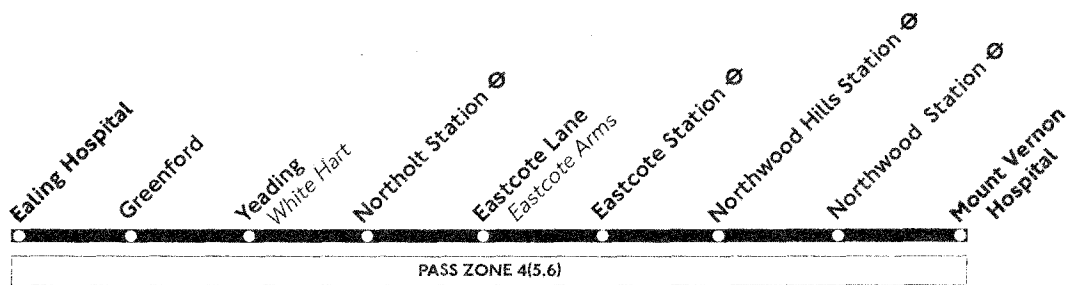 Ealing Hospital
Greenford
Yeading
White Hart
Northolt Station
Eastcote Lane
Eastcote Arms
Eastcote Station
Northwood Hills Station
Northwood Station
Mount Vernon
Hospital
PASS ZONE 4(5.6)